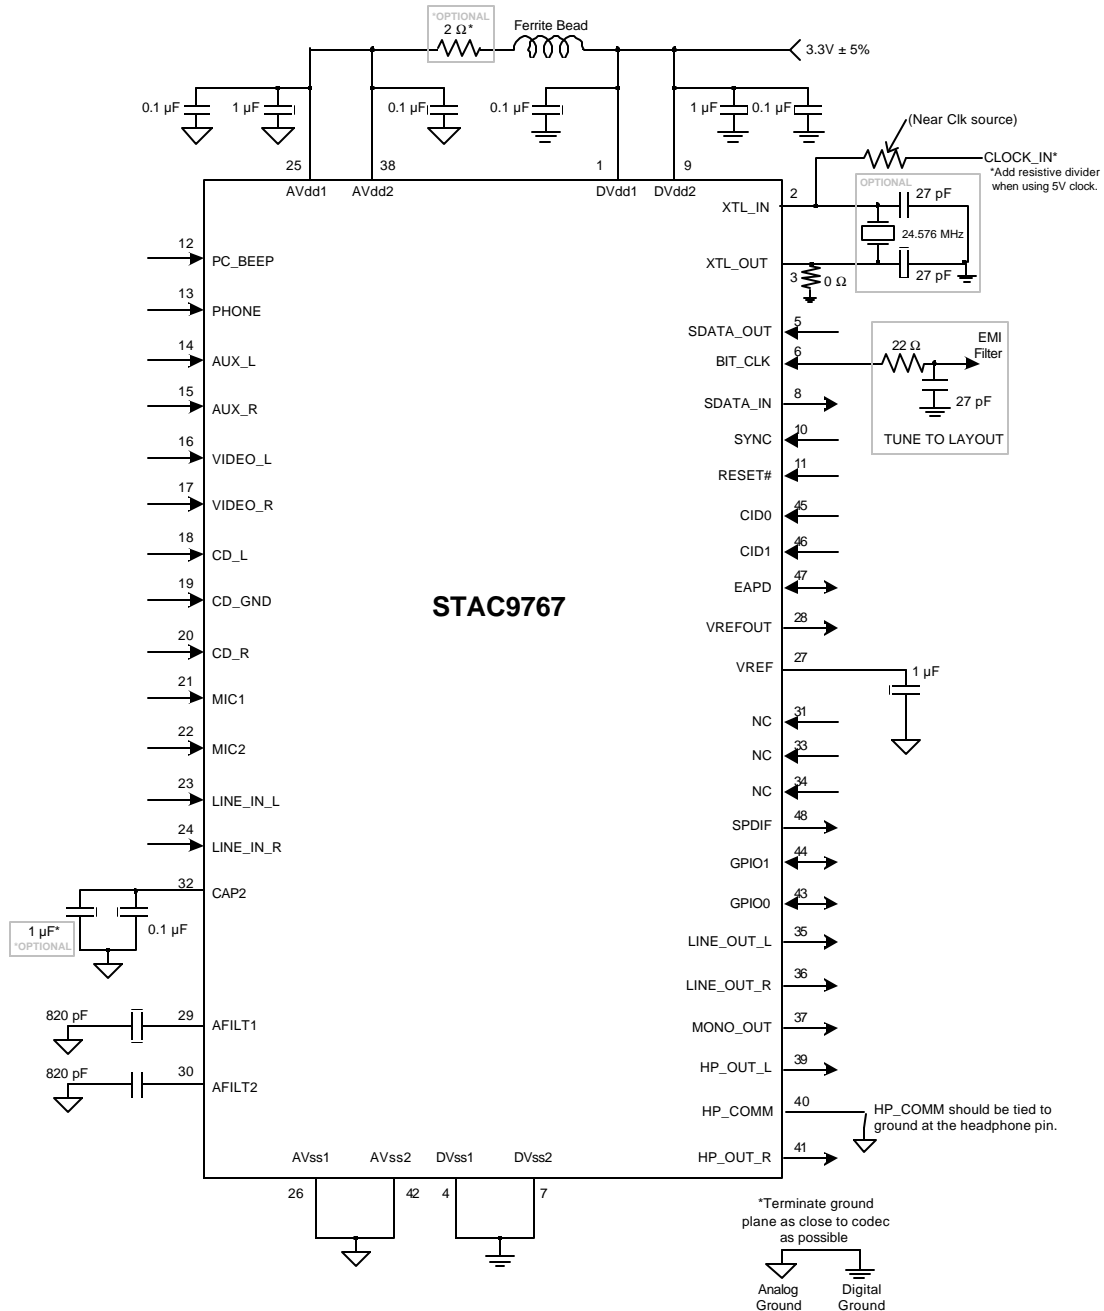 *OPTIONAL
2 Ω*
Ferrite Bead
3.3V ± 5%
0.1 µF
1 µF
0.1 µF
0.1 µF
1 µF
0.1 µF
(Near Clk source)
CLOCK_IN*
*Add resistive divider
when using 5V clock.
25
38
1
9
AVdd1
AVdd2
DVdd1
DVdd2
XTL_IN
2
OPTIONAL
27 pF
24.576 MHz
27 pF
XTL_OUT
3
0 Ω
12
PC_BEEP
13
PHONE
14
AUX_L
15
AUX_R
16
VIDEO_L
17
VIDEO_R
18
CD_L
19
CD_GND
20
CD_R
21
MIC1
22
MIC2
23
LINE_IN_L
24
LINE_IN_R
32
CAP2
1 µF*
*OPTIONAL
0.1 µF
820 pF
29
AFILT1
820 pF
30
AFILT2
STAC9767
SDATA_OUT
5
BIT_CLK
6
22 Ω
EMI
Filter
27 pF
TUNE TO LAYOUT
SDATA_IN
8
SYNC
10
RESET#
11
CID0
45
CID1
46
EAPD
47
VREFOUT
28
VREF
27
1 µF
NC
31
NC
33
NC
34
SPDIF
48
GPIO1
44
GPIO0
43
LINE_OUT_L
35
LINE_OUT_R
36
MONO_OUT
37
HP_OUT_L
39
HP_COMM
40
HP_COMM should be tied to
ground at the headphone pin.
HP_OUT_R
41
AVss1
AVss2
DVss1
DVss2
26
42
4
7
*Terminate ground
plane as close to codec
as possible
Analog
Ground
Digital
Ground